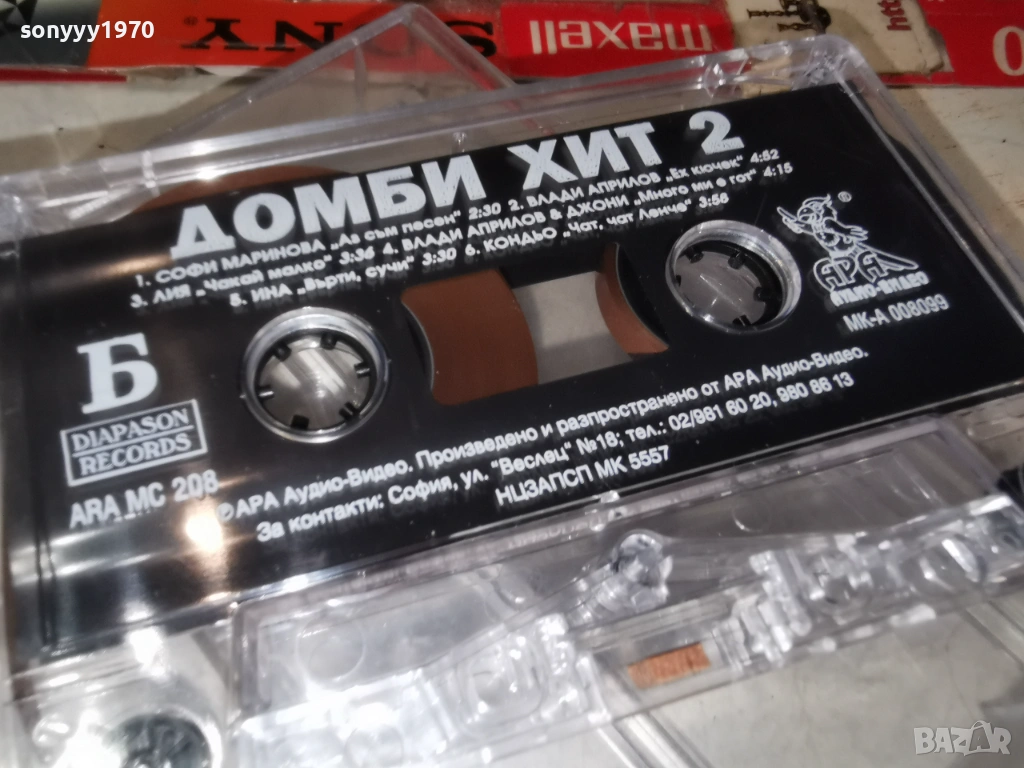 sonyyy1970
SONY
maxell
ДОМБИ ХИТ 2
1. СОФИ МАРИНОВА „Аз съм песен“ 2:30 2. ВЛАДИ АПРИЛОВ „Ех кючек“ 4:52
3. ЛИЯ „Чакай малко“ 3:36 4. ВЛАДИ АПРИЛОВ & ДЖОНИ „Много ми е гот“ 4:15
5. ИНА „Върти, сучи“ 3:30 6. КОНДЬО „Чат, чат Ленче“ 3:56
Б
DIAPASON
RECORDS
ARA MC 208
®
АРА
АУДИО-ВИДЕО
МК-А 008099
©АРА Аудио-Видео. Произведено и разпространено от АРА Аудио-Видео.
За контакти: София, ул. "Веслец" №18; тел.: 02/981 60 20, 980 86 13
НЦЗАПСП МК 5557
BAZAR